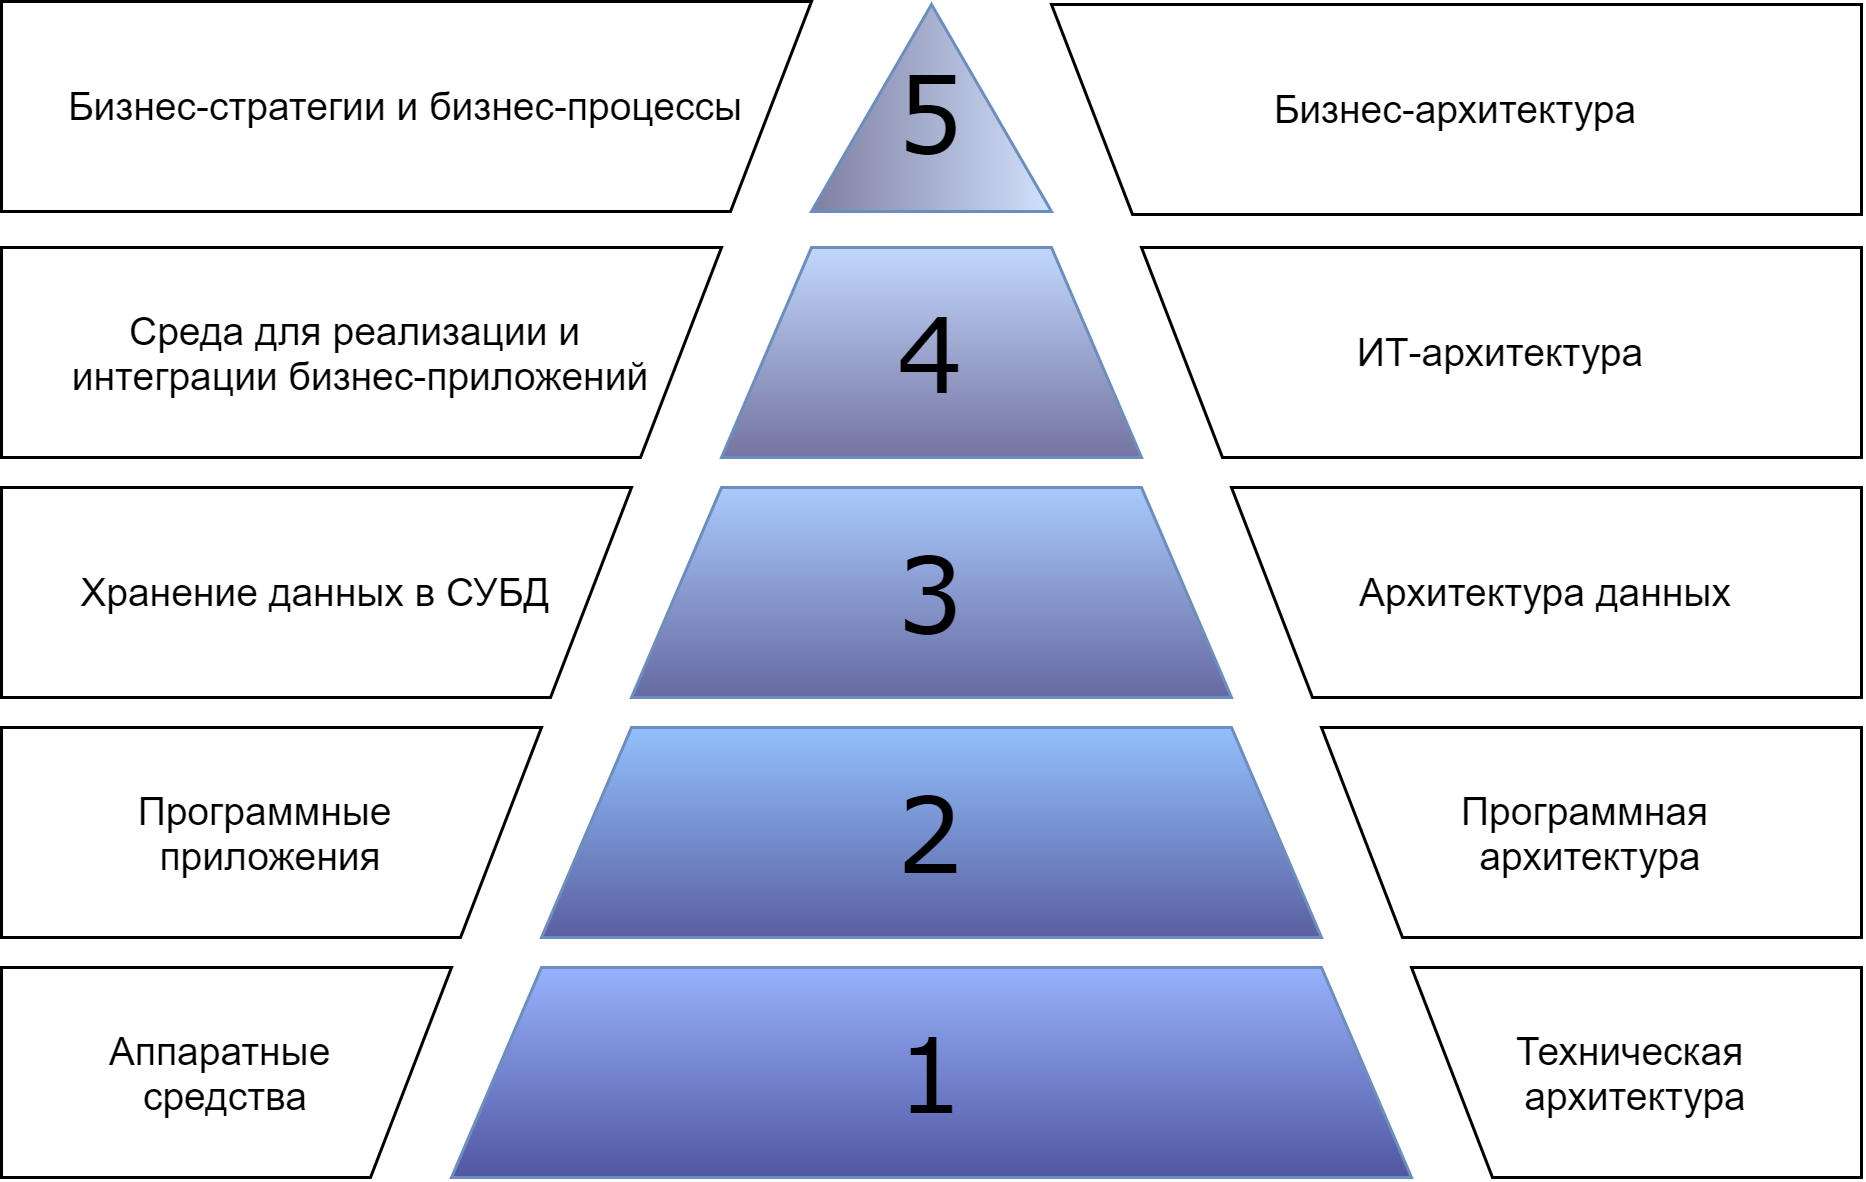 Бизнес-стратегии и бизнес-процессы
5
Бизнес-архитектура
Среда для реализации и
интеграции бизнес-приложений
4
ИТ-архитектура
Хранение данных в СУБД
3
Архитектура данных
Программные
приложения
2
Программная
архитектура
Аппаратные
средства
1
Техническая
архитектура